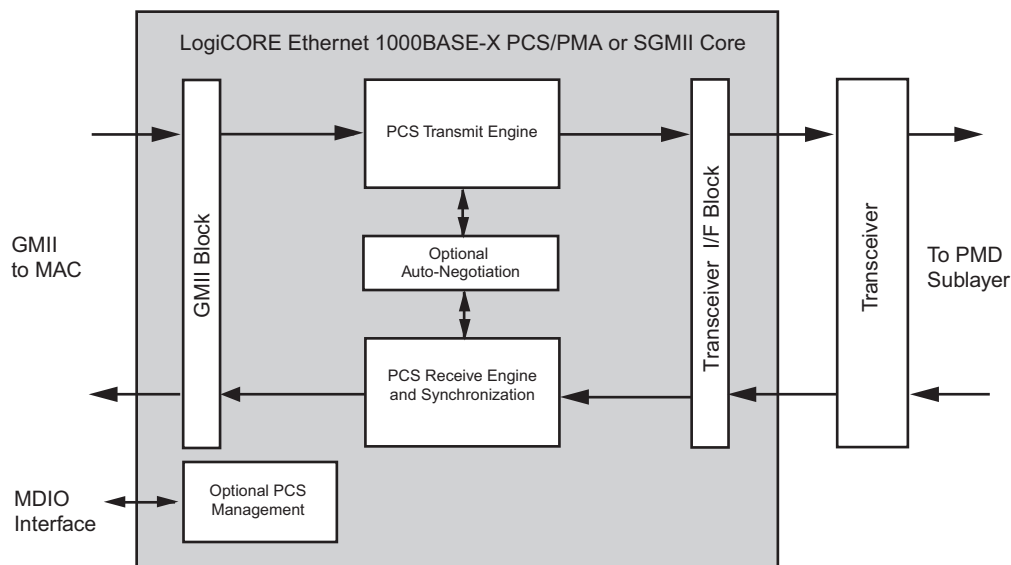 LogiCORE Ethernet 1000BASE-X PCS/PMA or SGMII Core
GMII
to MAC
GMII Block
PCS Transmit Engine
Optional
Auto-Negotiation
PCS Receive Engine
and Synchronization
Transceiver I/F Block
Transceiver
To PMD
Sublayer
MDIO
Interface
Optional PCS
Management